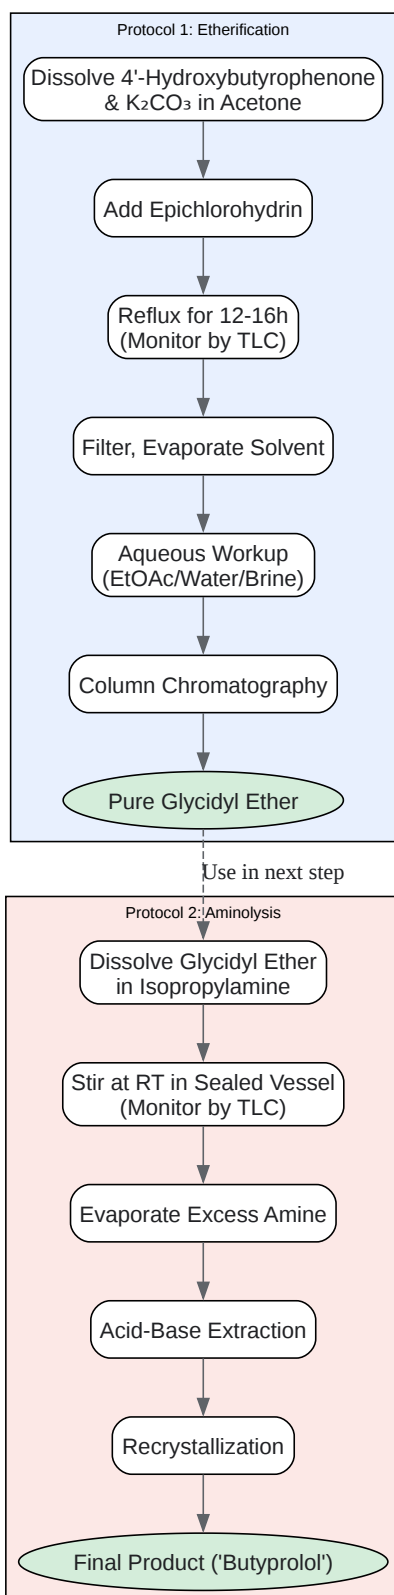 Protocol 1: Etherification
Dissolve 4'-Hydroxybutyrophenone
& K₂CO₃ in Acetone
Add Epichlorohydrin
Reflux for 12-16h
(Monitor by TLC)
Filter, Evaporate Solvent
Aqueous Workup
(EtOAc/Water/Brine)
Column Chromatography
Pure Glycidyl Ether
Use in next step
Protocol 2: Aminolysis
Dissolve Glycidyl Ether
in Isopropylamine
Stir at RT in Sealed Vessel
(Monitor by TLC)
Evaporate Excess Amine
Acid-Base Extraction
Recrystallization
Final Product ('Butyprolol')